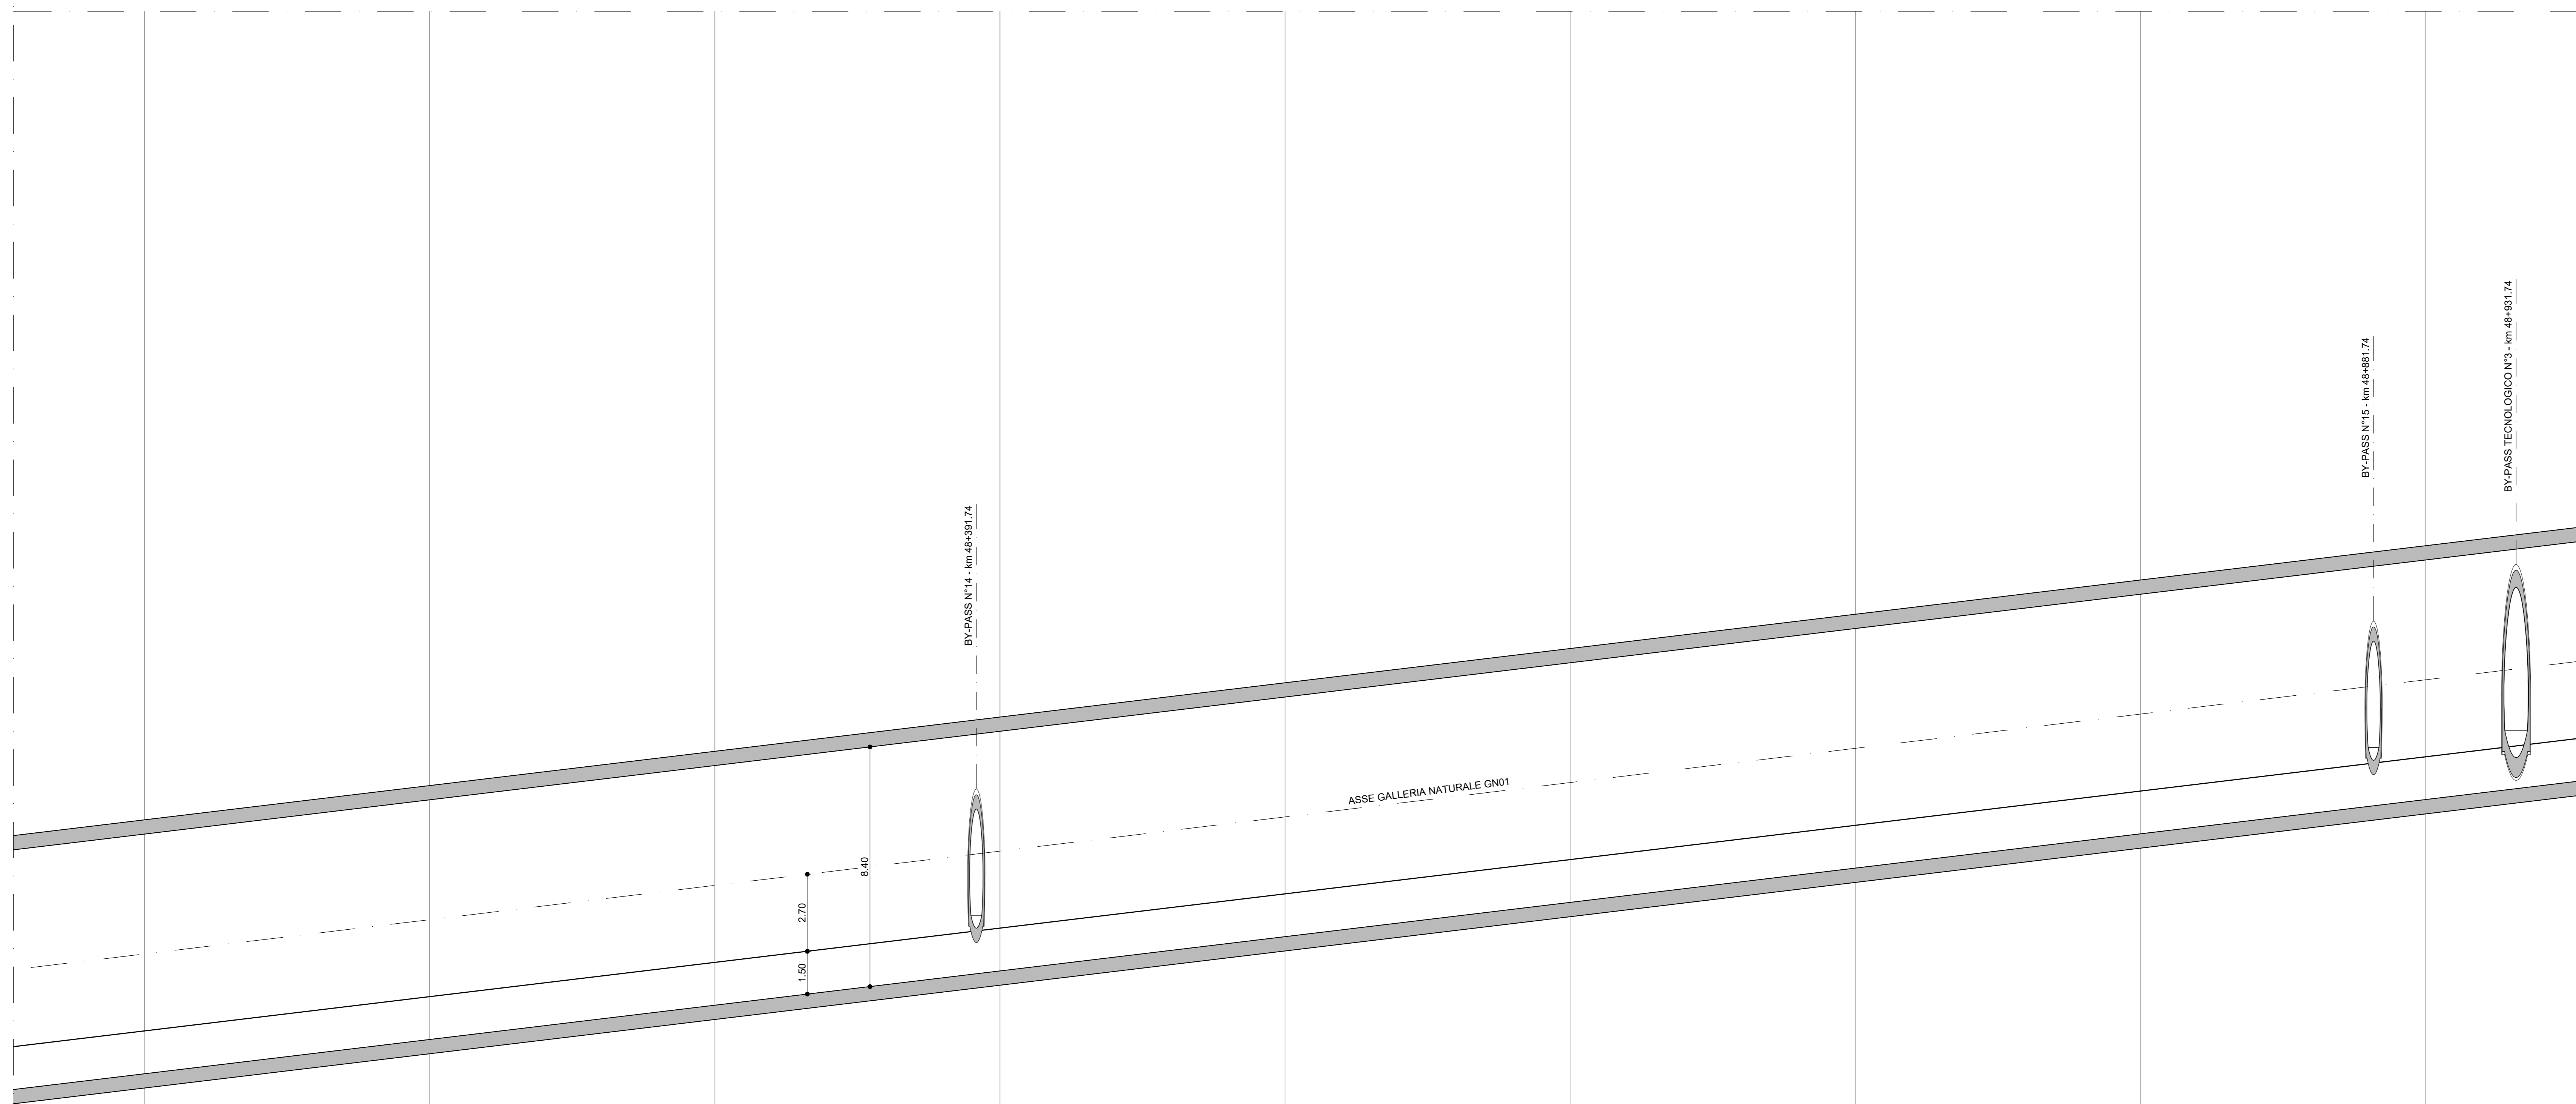 BY-PASS N°14 - km 48+391.74
BY-PASS N°15 - km 48+881.74
BY-PASS TECNOLOGICO N°3 - km 48+931.74
ASSE GALLERIA NATURALE GN01
8.40
2.70
1.50